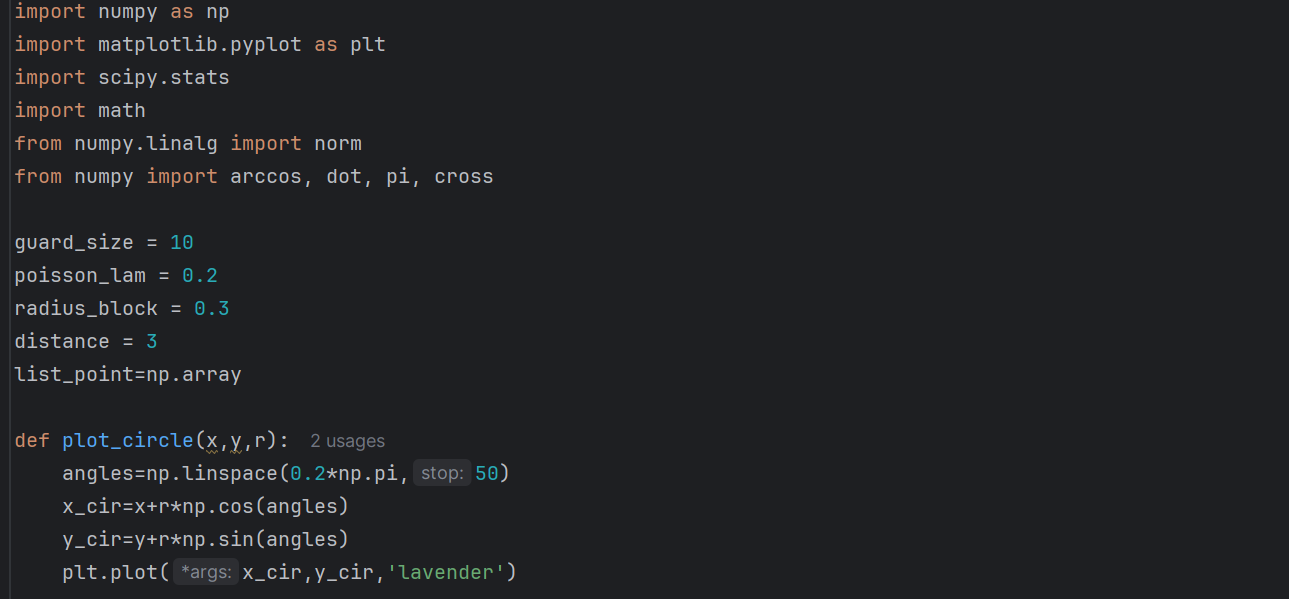 import numpy as np
import matplotlib.pyplot as plt
import scipy.stats
import math
from numpy.linalg import norm
from numpy import arccos, dot, pi, cross
guard_size = 10
poisson_lam = 0.2
radius_block = 0.3
distance = 3
list_point=np.array
def plot_circle(x,y,r): 2 usages
    angles=np.linspace(0.2*np.pi, stop: 50)
    x_cir=x+r*np.cos(angles)
    y_cir=y+r*np.sin(angles)
    plt.plot( *args: x_cir,y_cir,'lavender')